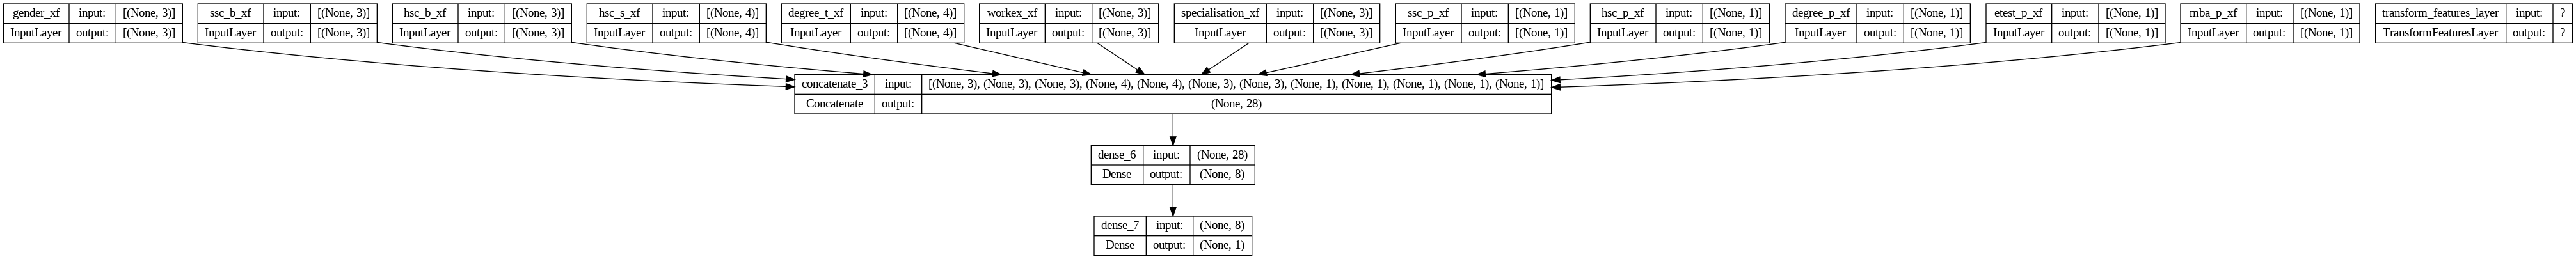 gender_xf input: [(None, 3)]
InputLayer output: [(None, 3)]
ssc_b_xf input: [(None, 3)]
InputLayer output: [(None, 3)]
hsc_b_xf input: [(None, 3)]
InputLayer output: [(None, 3)]
hsc_s_xf input: [(None, 4)]
InputLayer output: [(None, 4)]
degree_t_xf input: [(None, 4)]
InputLayer output: [(None, 4)]
workex_xf input: [(None, 3)]
InputLayer output: [(None, 3)]
specialisation_xf input: [(None, 3)]
InputLayer output: [(None, 3)]
ssc_p_xf input: [(None, 1)]
InputLayer output: [(None, 1)]
hsc_p_xf input: [(None, 1)]
InputLayer output: [(None, 1)]
degree_p_xf input: [(None, 1)]
InputLayer output: [(None, 1)]
etest_p_xf input: [(None, 1)]
InputLayer output: [(None, 1)]
mba_p_xf input: [(None, 1)]
InputLayer output: [(None, 1)]
transform_features_layer input: ?
TransformFeaturesLayer output: ?
concatenate_3 input: [(None, 3), (None, 3), (None, 3), (None, 4), (None, 4), (None, 3), (None, 3), (None, 1), (None, 1), (None, 1), (None, 1), (None, 1)]
Concatenate output: (None, 28)
dense_6 input: (None, 28)
Dense output: (None, 8)
dense_7 input: (None, 8)
Dense output: (None, 1)